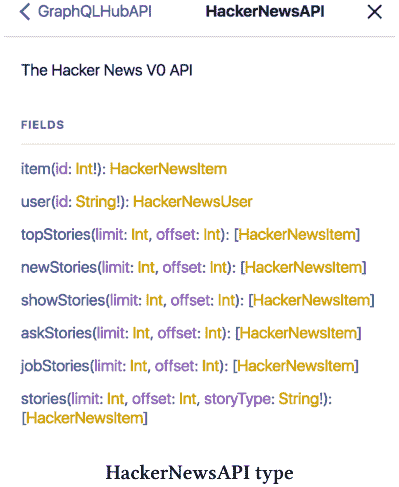 GraphQLHubAPI HackerNewsAPI
The Hacker News V0 API
FIELDS
item(id: Int!): HackerNewsItem
user(id: String!): HackerNewsUser
topStories(limit: Int, offset: Int): [HackerNewsItem]
newStories(limit: Int, offset: Int): [HackerNewsItem]
showStories(limit: Int, offset: Int): [HackerNewsItem]
askStories(limit: Int, offset: Int): [HackerNewsItem]
jobStories(limit: Int, offset: Int): [HackerNewsItem]
stories(limit: Int, offset: Int, storyType: String!):
[HackerNewsItem]
HackerNewsAPI type